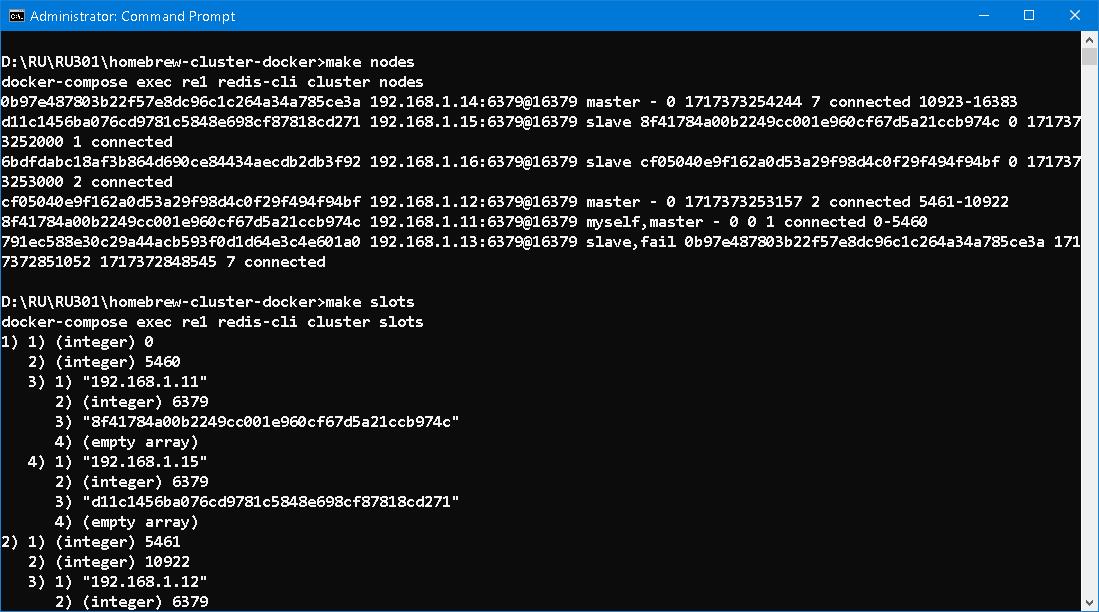 Administrator: Command Prompt
D:\RU\RU301\homebrew-cluster-docker>make nodes
docker-compose exec re1 redis-cli cluster nodes
0b97e487803b22f57e8dc96c1c264a34a785ce3a 192.168.1.14:6379@16379 master - 0 1717373254244 7 connected 10923-16383
d11c1456ba076cd9781c5848e698cf87818cd271 192.168.1.15:6379@16379 slave 8f41784a00b2249cc001e960cf67d5a21ccb974c 0 171737
3252000 1 connected
6bdfdabc18af3b864d690ce84434aecdb2db3f92 192.168.1.16:6379@16379 slave cf05040e9f162a0d53a29f98d4c0f29f494f94bf 0 171737
3253000 2 connected
cf05040e9f162a0d53a29f98d4c0f29f494f94bf 192.168.1.12:6379@16379 master - 0 1717373253157 2 connected 5461-10922
8f41784a00b2249cc001e960cf67d5a21ccb974c 192.168.1.11:6379@16379 myself,master - 0 0 1 connected 0-5460
791ec588e30c29a44acb593f0d1d64e3c4e601a0 192.168.1.13:6379@16379 slave,fail 0b97e487803b22f57e8dc96c1c264a34a785ce3a 171
7372851052 1717372848545 7 connected
D:\RU\RU301\homebrew-cluster-docker>make slots
docker-compose exec re1 redis-cli cluster slots
1) 1) (integer) 0
   2) (integer) 5460
   3) 1) "192.168.1.11"
      2) (integer) 6379
      3) "8f41784a00b2249cc001e960cf67d5a21ccb974c"
      4) (empty array)
   4) 1) "192.168.1.15"
      2) (integer) 6379
      3) "d11c1456ba076cd9781c5848e698cf87818cd271"
      4) (empty array)
2) 1) (integer) 5461
   2) (integer) 10922
   3) 1) "192.168.1.12"
      2) (integer) 6379